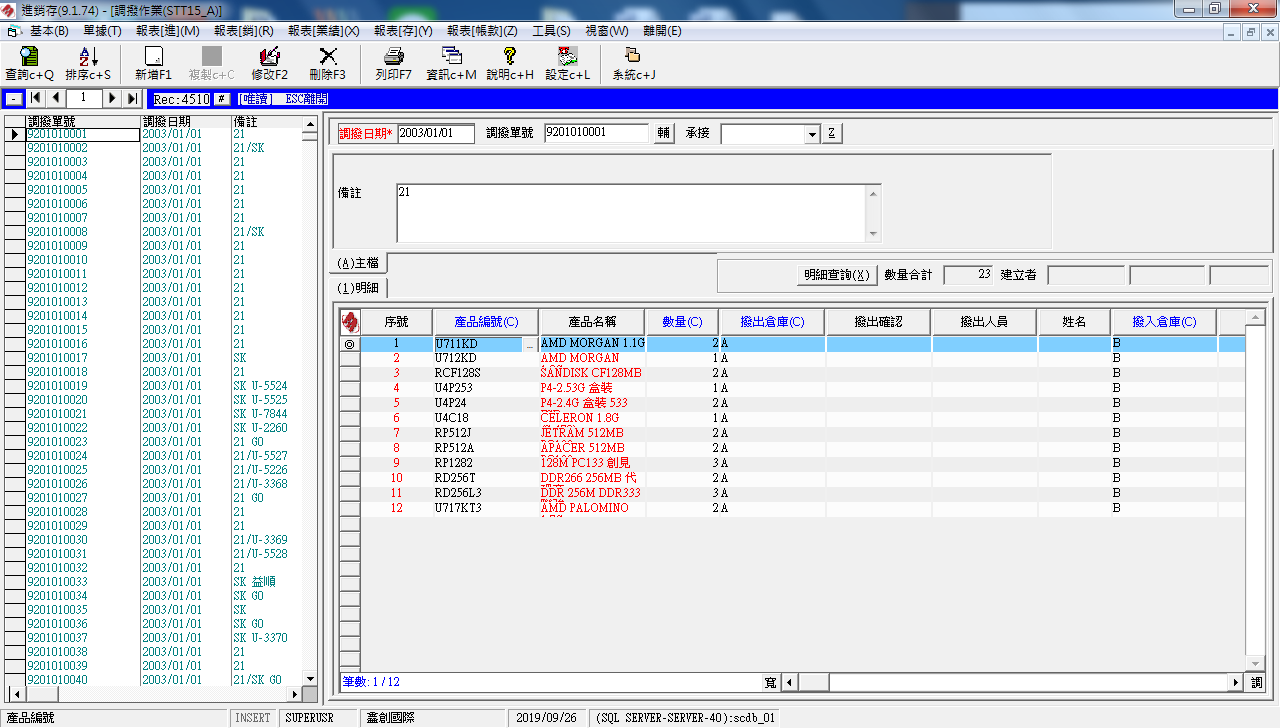 進銷存(9.1.74) - [調撥作業(STT15_A)]
基本(B) 單據(T) 報表[進](M) 報表[銷](R) 報表[業績](X) 報表[存](Y) 報表[帳款](Z) 工具(S) 視窗(W) 離開(E)
查詢c+Q 排序c+S 新增F1 複製c+C 修改F2 刪除F3 列印F7 資訊c+M 說明c+H 設定c+L 系統c+J
- 1 Rec:4510 # [唯讀] ESC離開
調撥單號 調撥日期 備註
9201010001 2003/01/01 21
9201010002 2003/01/01 21/SK
9201010003 2003/01/01 21
9201010004 2003/01/01 21
9201010005 2003/01/01 21
9201010006 2003/01/01 21
9201010007 2003/01/01 21
9201010008 2003/01/01 21/SK
9201010009 2003/01/01 21
9201010010 2003/01/01 21
9201010011 2003/01/01 21
9201010012 2003/01/01 21
9201010013 2003/01/01 21
9201010014 2003/01/01 21
9201010015 2003/01/01 21
9201010016 2003/01/01 21
9201010017 2003/01/01 SK
9201010018 2003/01/01 21
9201010019 2003/01/01 SK U-5524
9201010020 2003/01/01 SK U-5525
9201010021 2003/01/01 SK U-7844
9201010022 2003/01/01 SK U-2260
9201010023 2003/01/01 21 GO
9201010024 2003/01/01 21/U-5527
9201010025 2003/01/01 21/U-5226
9201010026 2003/01/01 21/U-3368
9201010027 2003/01/01 21 GO
9201010028 2003/01/01 21
9201010029 2003/01/01 21
9201010030 2003/01/01 21/U-3369
9201010031 2003/01/01 21/U-5528
9201010032 2003/01/01 21
9201010033 2003/01/01 SK 益順
9201010034 2003/01/01 SK GO
9201010035 2003/01/01 SK
9201010036 2003/01/01 SK GO
9201010037 2003/01/01 SK U-3370
9201010038 2003/01/01 21
9201010039 2003/01/01 21
9201010040 2003/01/01 21/SK GO
調撥日期* 2003/01/01 調撥單號 9201010001 輔 承接 Z
備註 21
(A)主檔
明細查詢(X) 數量合計 23 建立者
(1)明細
序號 產品編號(C) 產品名稱 數量(C) 撥出倉庫(C) 撥出確認 撥出人員 姓名 撥入倉庫(C)
1 U711KD ... AMD MORGAN 1.1G 2 A B
2 U712KD AMD MORGAN 1 A B
3 RCF128S SANDISK CF128MB 2 A B
4 U4P253 P4-2.53G 盒裝 1 A B
5 U4P24 P4-2.4G 盒裝 533 2 A B
6 U4C18 CELERON 1.8G 1 A B
7 RP512J JETRAM 512MB 2 A B
8 RP512A APACER 512MB 2 A B
9 RP1282 128M PC133 創見 3 A B
10 RD256T DDR266 256MB 代 2 A B
11 RD256L3 DDR 256M DDR333 3 A B
12 U717KT3 AMD PALOMINO 2 A B
筆數: 1 / 12 寬 調
產品編號 INSERT SUPERUSR 鑫創國際 2019/09/26 (SQL SERVER-SERVER-40):scdb_01